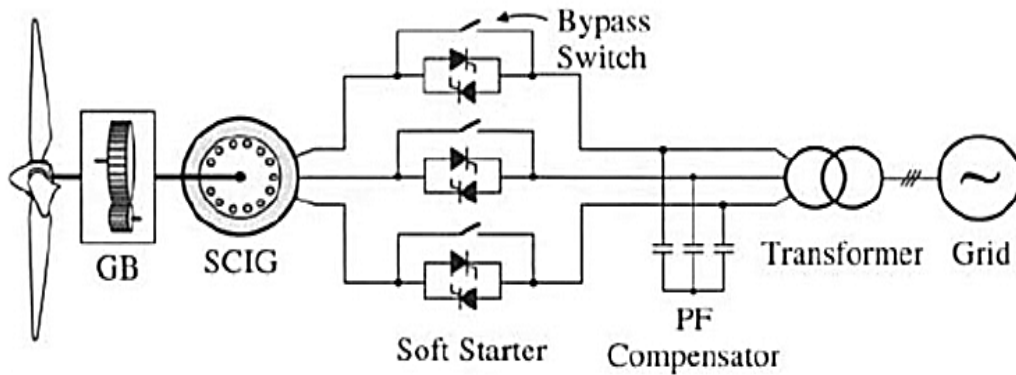 Bypass
Switch
GB
SCIG
Soft Starter
PF
Compensator
Transformer
Grid